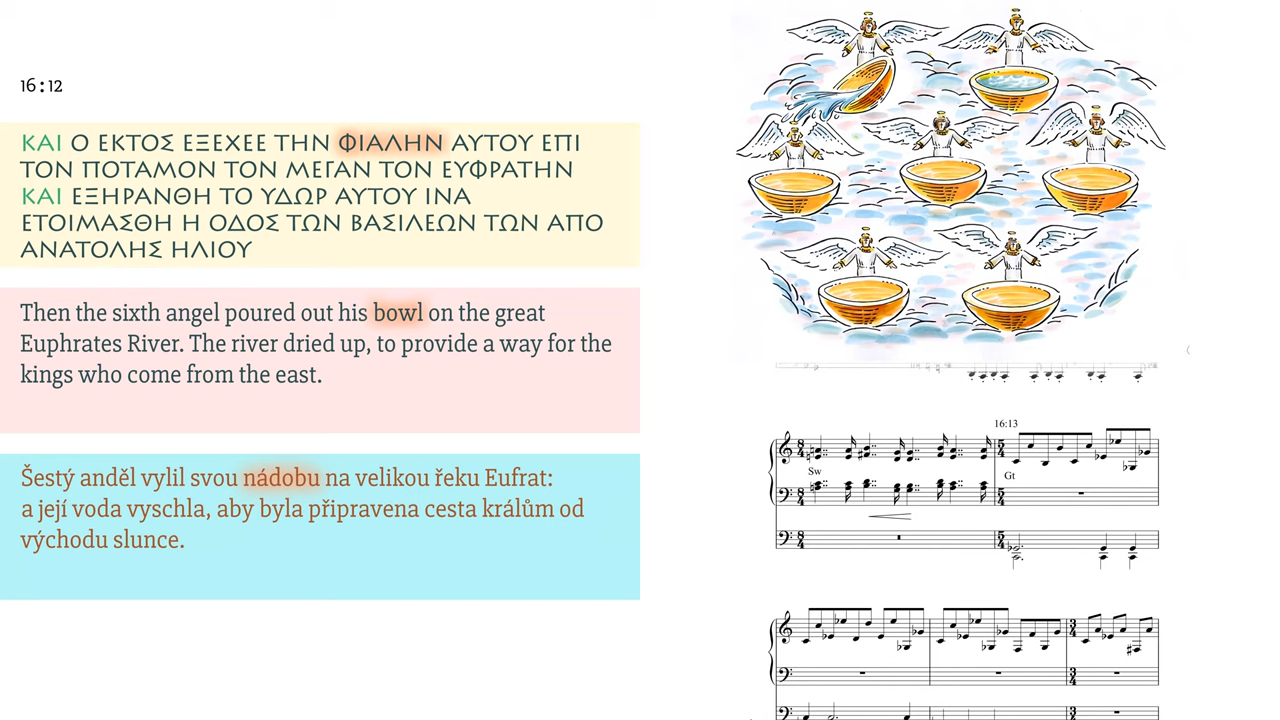 16:12
ΚΑΙ Ο ΕΚΤΟΣ ΕΞΕΧΕΕ ΤΗΝ ΦΙΑΛΗΝ ΑΥΤΟΥ ΕΠΙ
ΤΟΝ ΠΟΤΑΜΟΝ ΤΟΝ ΜΕΓΑΝ ΤΟΝ ΕΥΦΡΑΤΗΝ
ΚΑΙ ΕΞΗΡΑΝΘΗ ΤΟ ΥΔΩΡ ΑΥΤΟΥ ΙΝΑ
ΕΤΟΙΜΑΣΘΗ Η ΟΔΟΣ ΤΩΝ ΒΑΣΙΛΕΩΝ ΤΩΝ ΑΠΟ
ΑΝΑΤΟΛΗΣ ΗΛΙΟΥ
Then the sixth angel poured out his bowl on the great
Euphrates River. The river dried up, to provide a way for the
kings who come from the east.
Šestý anděl vylil svou nádobu na velikou řeku Eufrat:
a její voda vyschla, aby byla připravena cesta králům od
východu slunce.
16:13
Sw
Gt